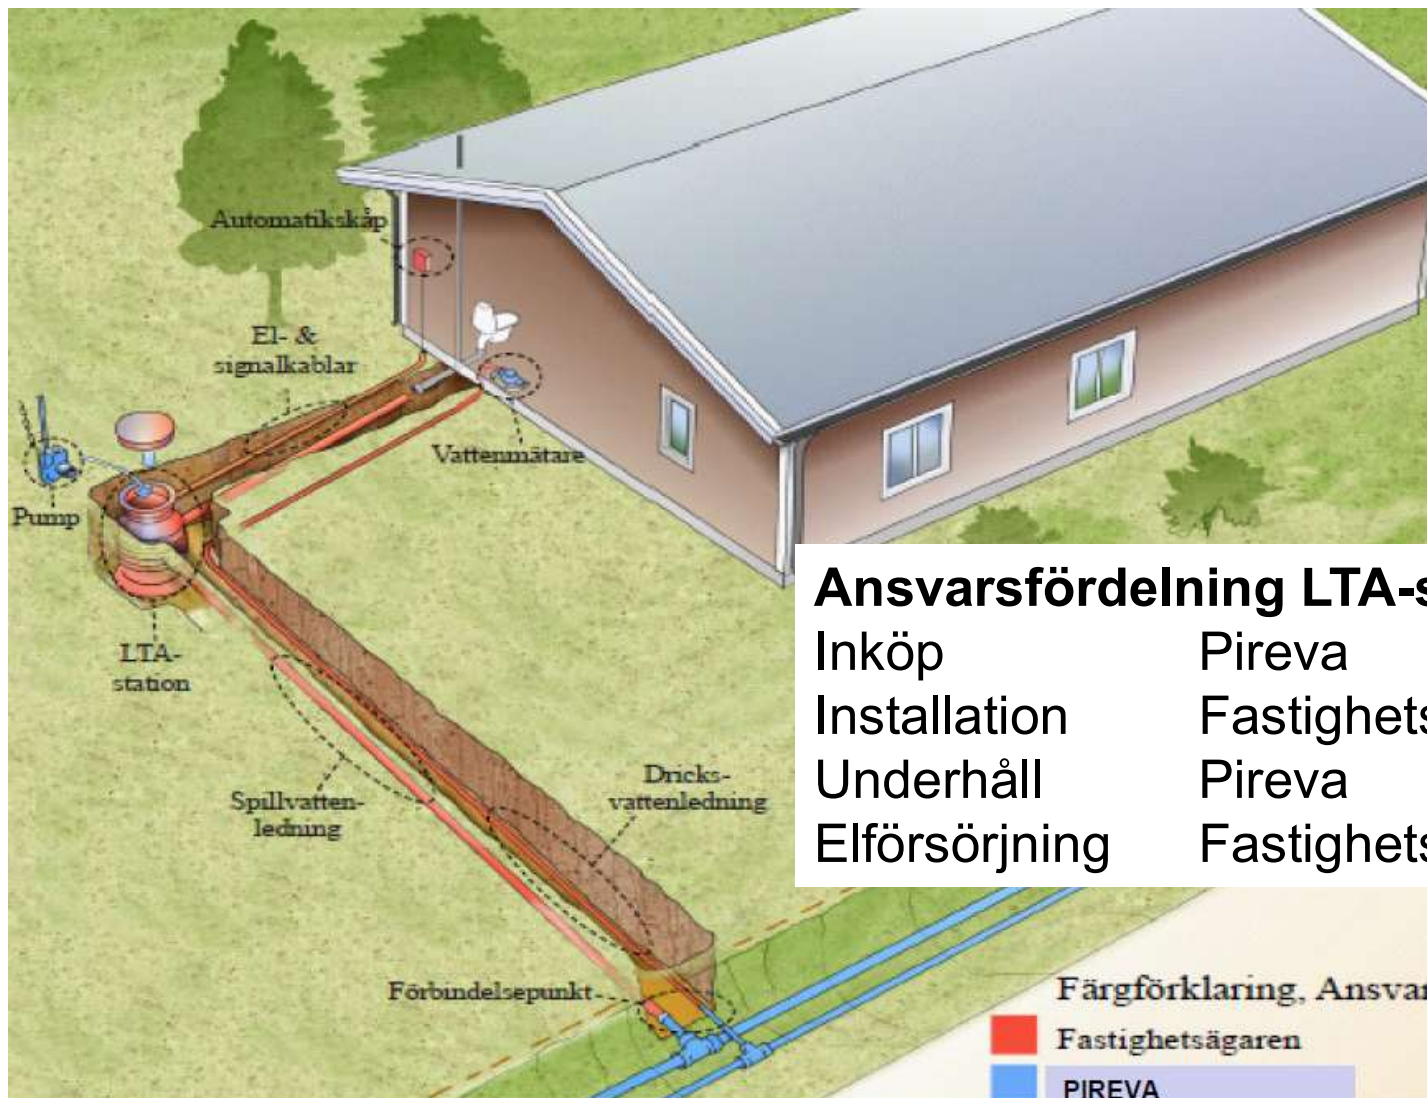 Automatikskåp
El- &
signalkablar
Vattenmätare
Pump
LTA-
station
Spillvatten-
ledning
Dricks-
vattenledning
Förbindelsepunkt
Ansvarsfördelning LTA-s
Inköp Pireva
Installation Fastighets
Underhåll Pireva
Elförsörjning Fastighets
Färgförklaring, Ansvar
Fastighetsägaren
PIREVA